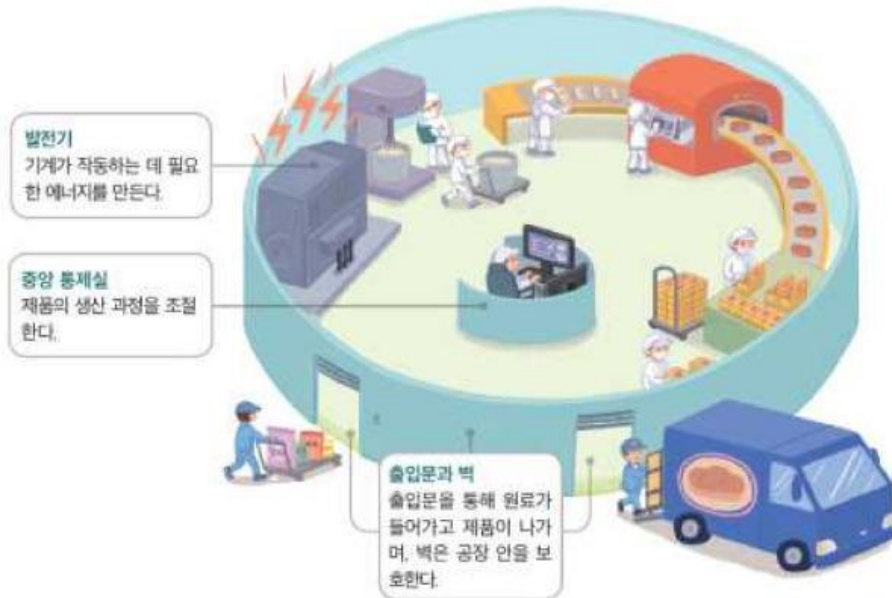 발전기
기계가 작동하는 데 필요
한 에너지를 만든다.
중앙 통제실
제품의 생산 과정을 조절
한다.
출입문과 벽
출입문을 통해 원료가
들어가고 제품이 나가
며, 벽은 공장 안을 보
호한다.